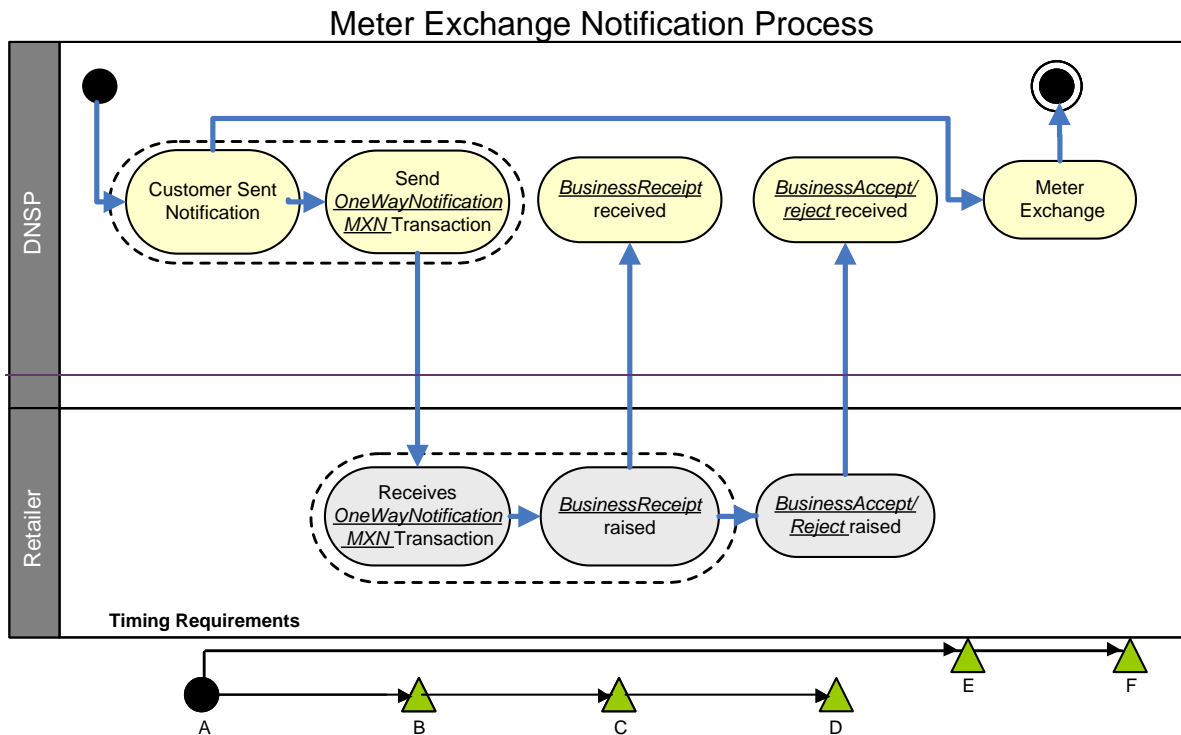 Meter Exchange Notification Process
DNSP
Customer Sent
Notification
Send
OneWayNotification
MXN Transaction
BusinessReceipt
received
BusinessAccept/
reject received
Meter
Exchange
Retailer
Receives
OneWayNotification
MXN Transaction
BusinessReceipt
raised
BusinessAccept/
Reject raised
Timing Requirements
A
B
C
D
E
F